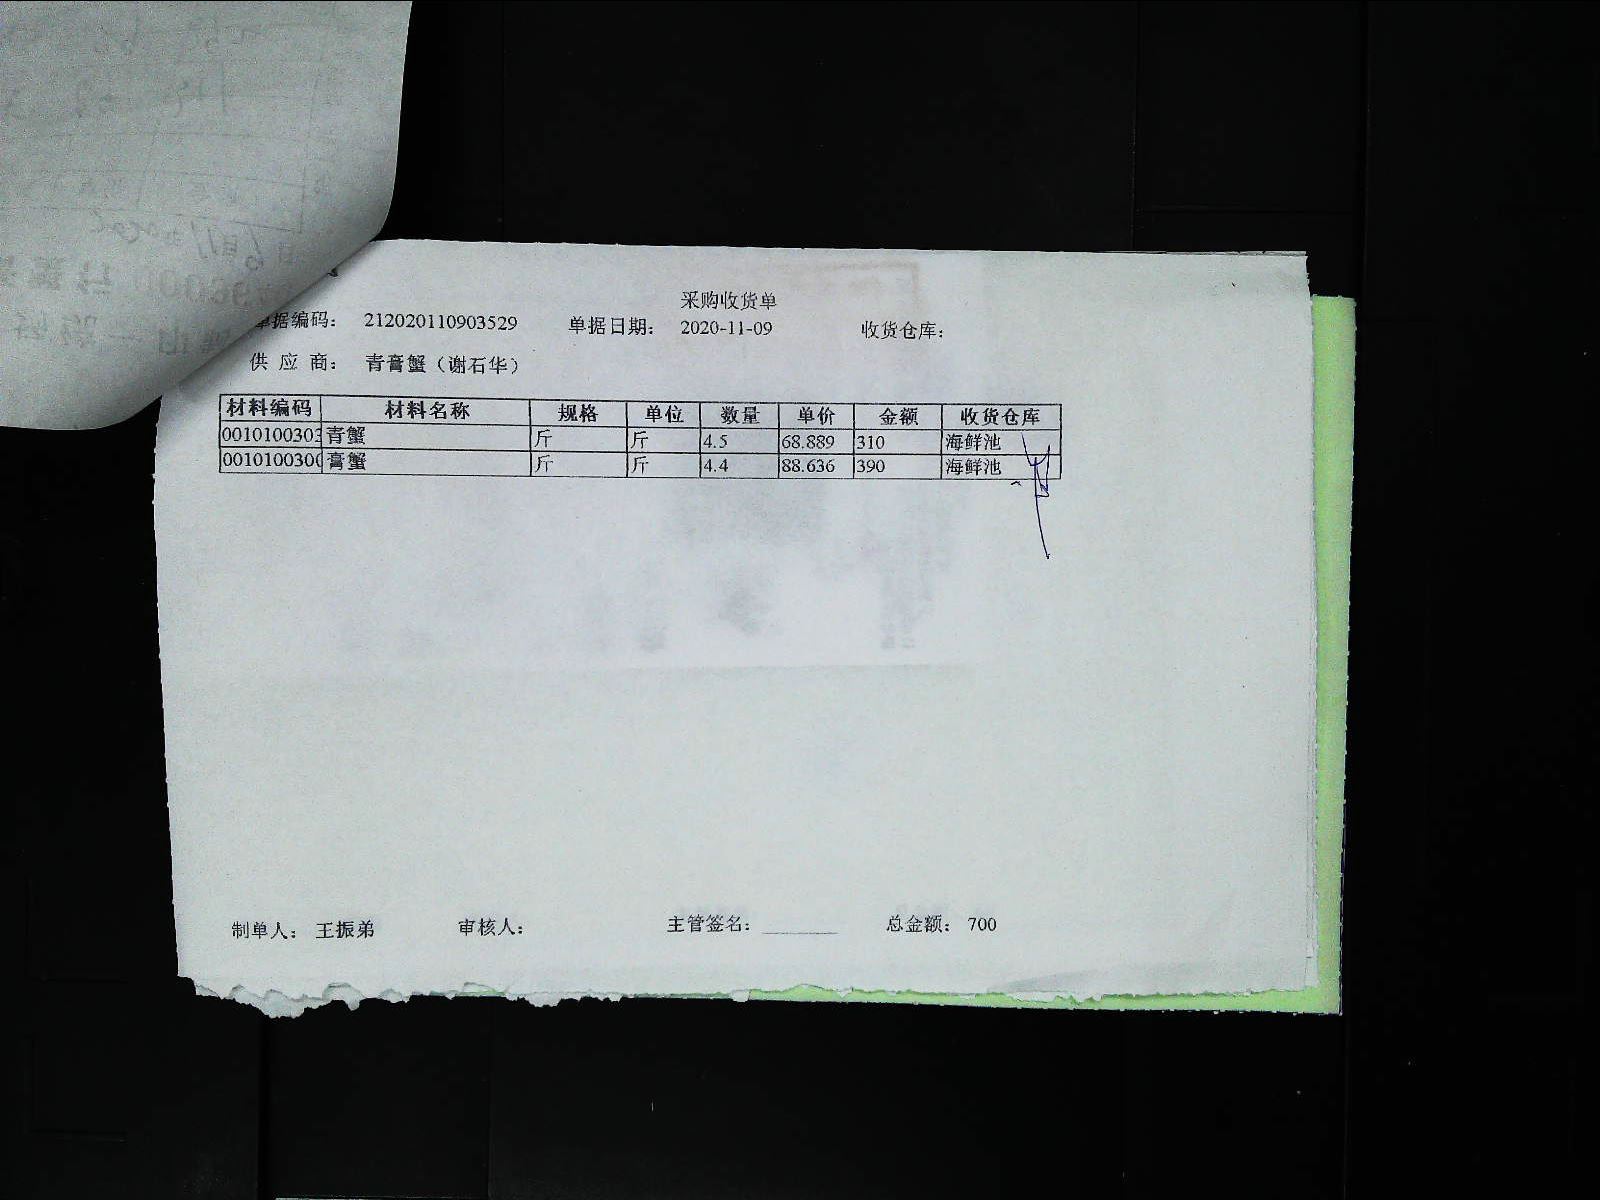 采购收货单
单据编码: 212020110903529 单据日期: 2020-11-09 收货仓库:
供 应 商: 青膏蟹（谢石华）
材料编码 材料名称 规格 单位 数量 单价 金额 收货仓库
0010100303 青蟹 斤 斤 4.5 68.889 310 海鲜池
001010030 膏蟹 斤 斤 4.4 88.636 390 海鲜池
制单人: 王振弟 审核人: 主管签名: ________ 总金额: 700